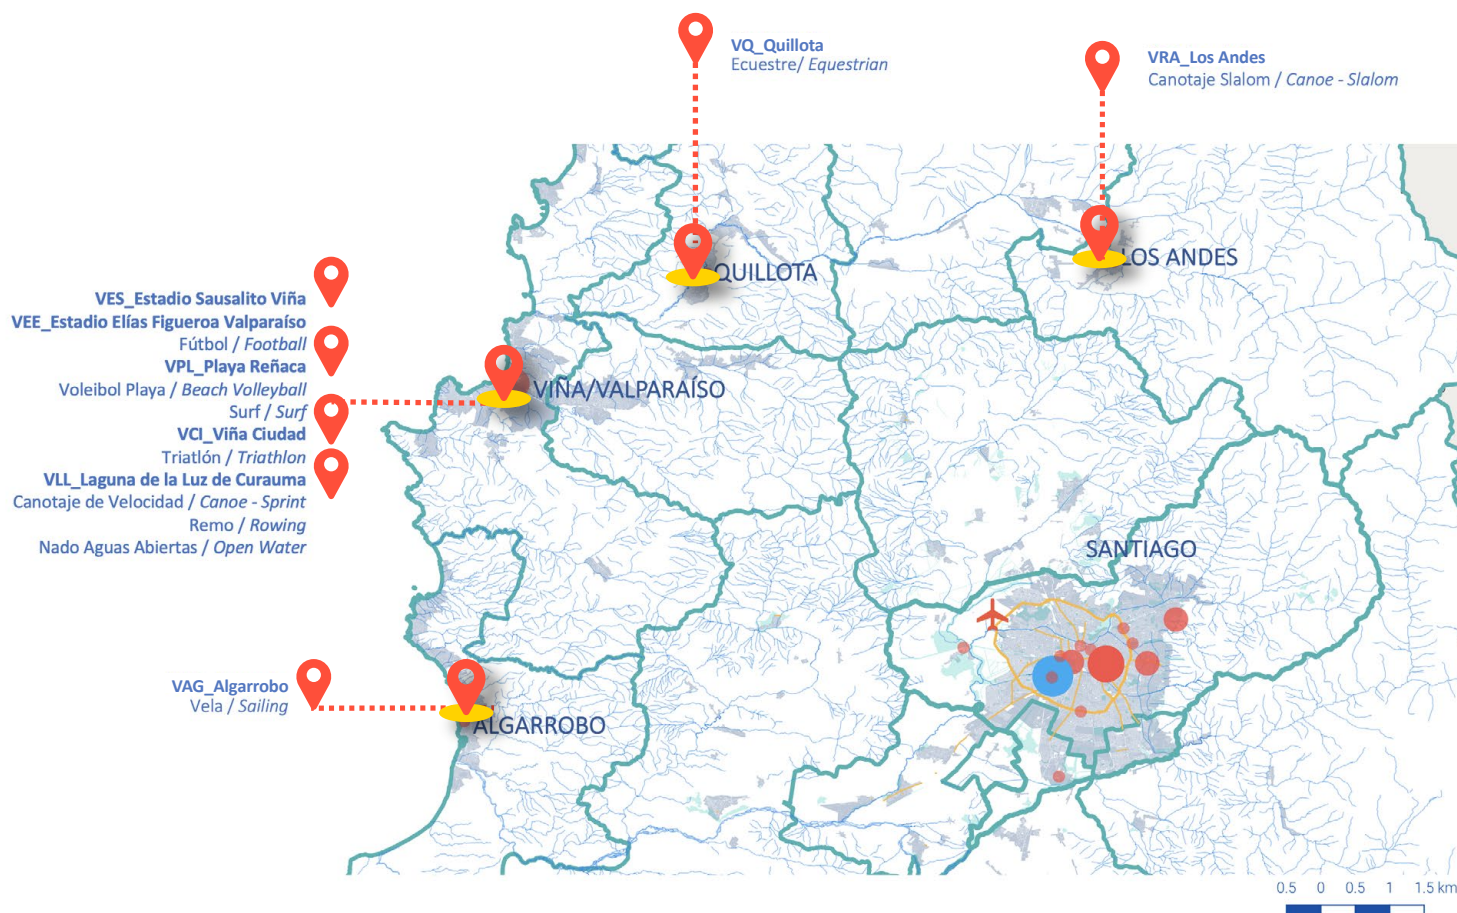 VQ_Quillota
Ecuestre/ Equestrian
VRA_Los Andes
Canotaje Slalom / Canoe - Slalom
QUILLOTA
LOS ANDES
VES_Estadio Sausalito Viña
VEE_Estadio Elías Figueroa Valparaíso
Fútbol / Football
VPL_Playa Reñaca
Voleibol Playa / Beach Volleyball
Surf / Surf
VCI_Viña Ciudad
Triatlón / Triathlon
VLL_Laguna de la Luz de Curauma
Canotaje de Velocidad / Canoe - Sprint
Remo / Rowing
Nado Aguas Abiertas / Open Water
VIÑA/VALPARAÍSO
SANTIAGO
VAG_Algarrobo
Vela / Sailing
ALGARROBO
0.5 0 0.5 1 1.5 km